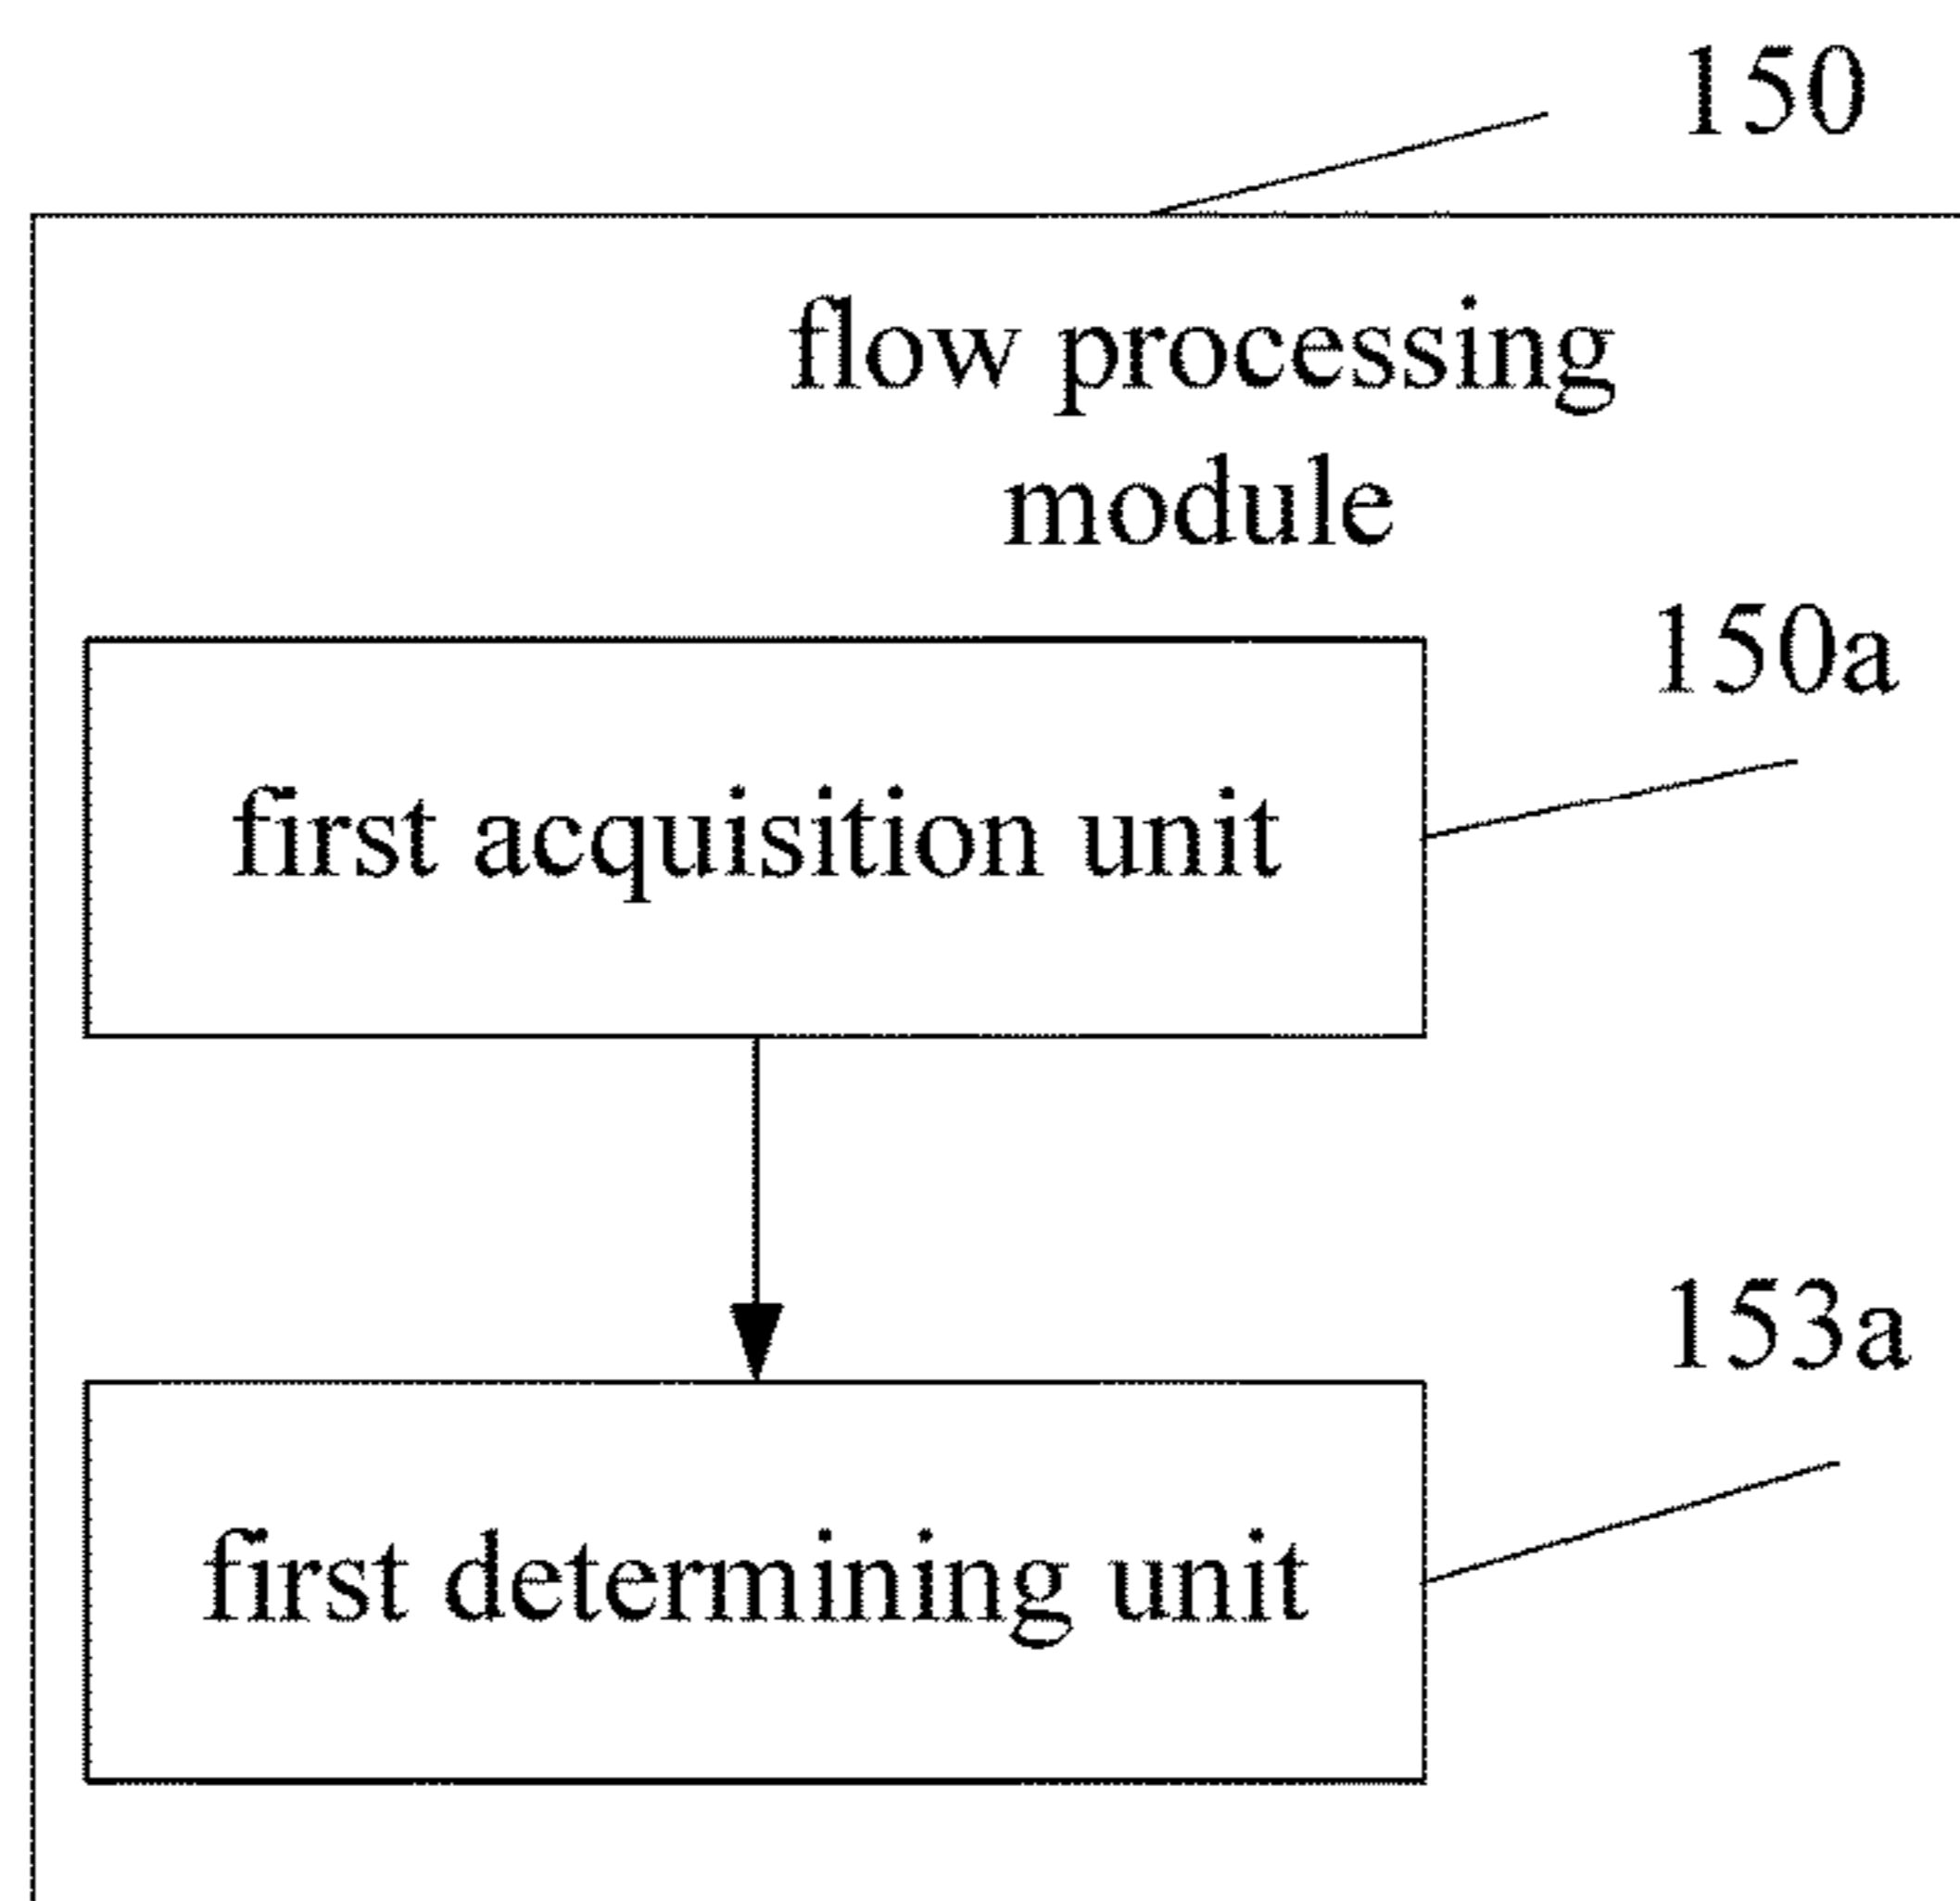 150
flow processing
module
150a
first acquisition unit
153a
first determining unit